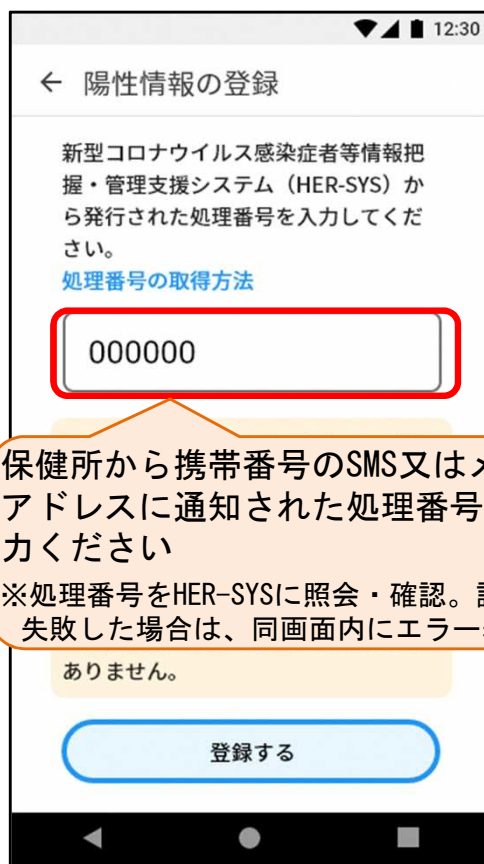 12:30
← 陽性情報の登録
新型コロナウイルス感染症者等情報把
握・管理支援システム（HER-SYS）か
ら発行された処理番号を入力してくだ
さい。
処理番号の取得方法
000000
保健所から携帯番号のSMS又は
アドレスに通知された処理番号
力ください
※処理番号をHER-SYSに照会・確認。
失敗した場合は、同画面内にエラー
ありません。
登録する